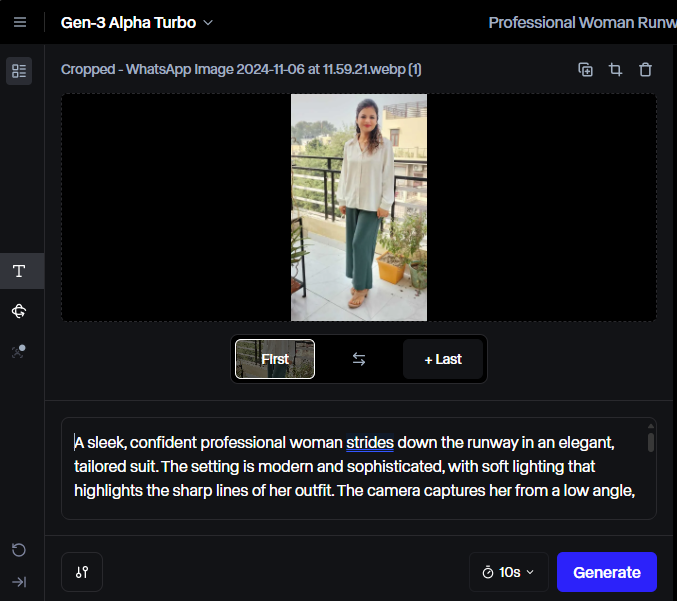 Gen-3 Alpha Turbo
Professional Woman Runw
Cropped - WhatsApp Image 2024-11-06 at 11.59.21.webp (1)
First
+ Last
T
A sleek, confident professional woman strides down the runway in an elegant,
tailored suit. The setting is modern and sophisticated, with soft lighting that
highlights the sharp lines of her outfit. The camera captures her from a low angle,
10s
Generate